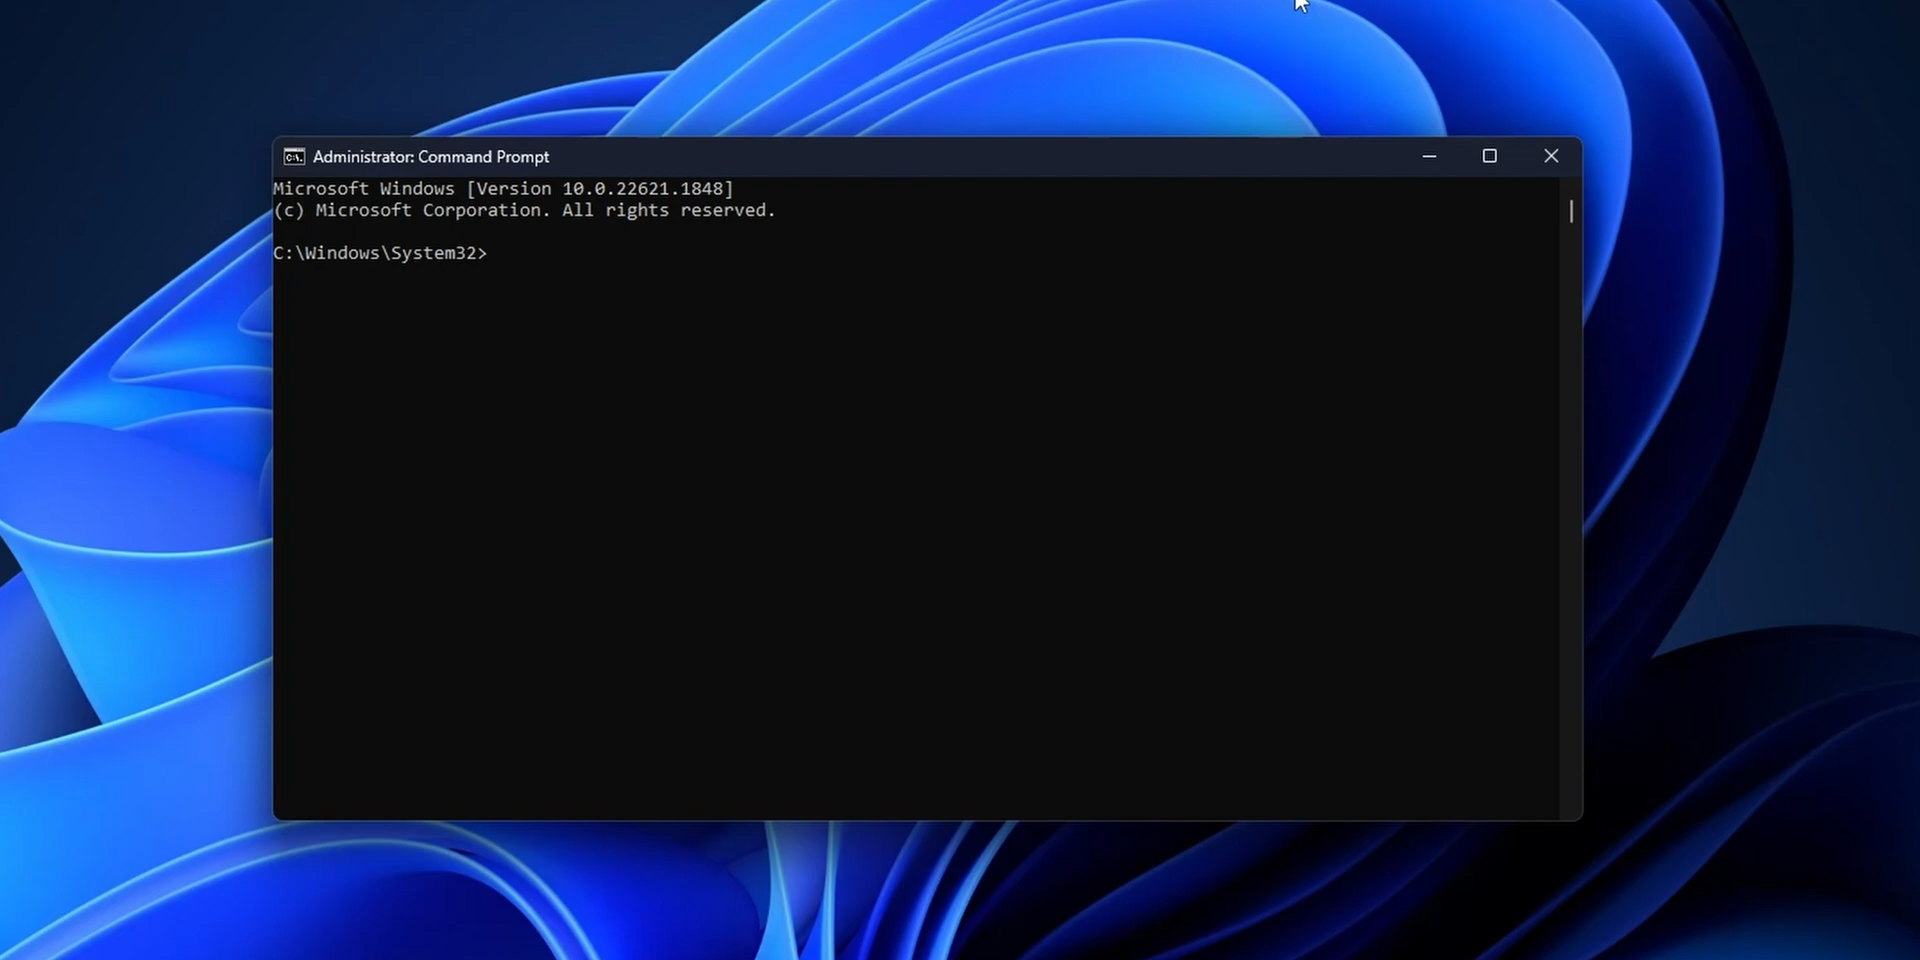 Administrator: Command Prompt
Microsoft Windows [Version 10.0.22621.1848]
(c) Microsoft Corporation. All rights reserved.
C:\Windows\System32>